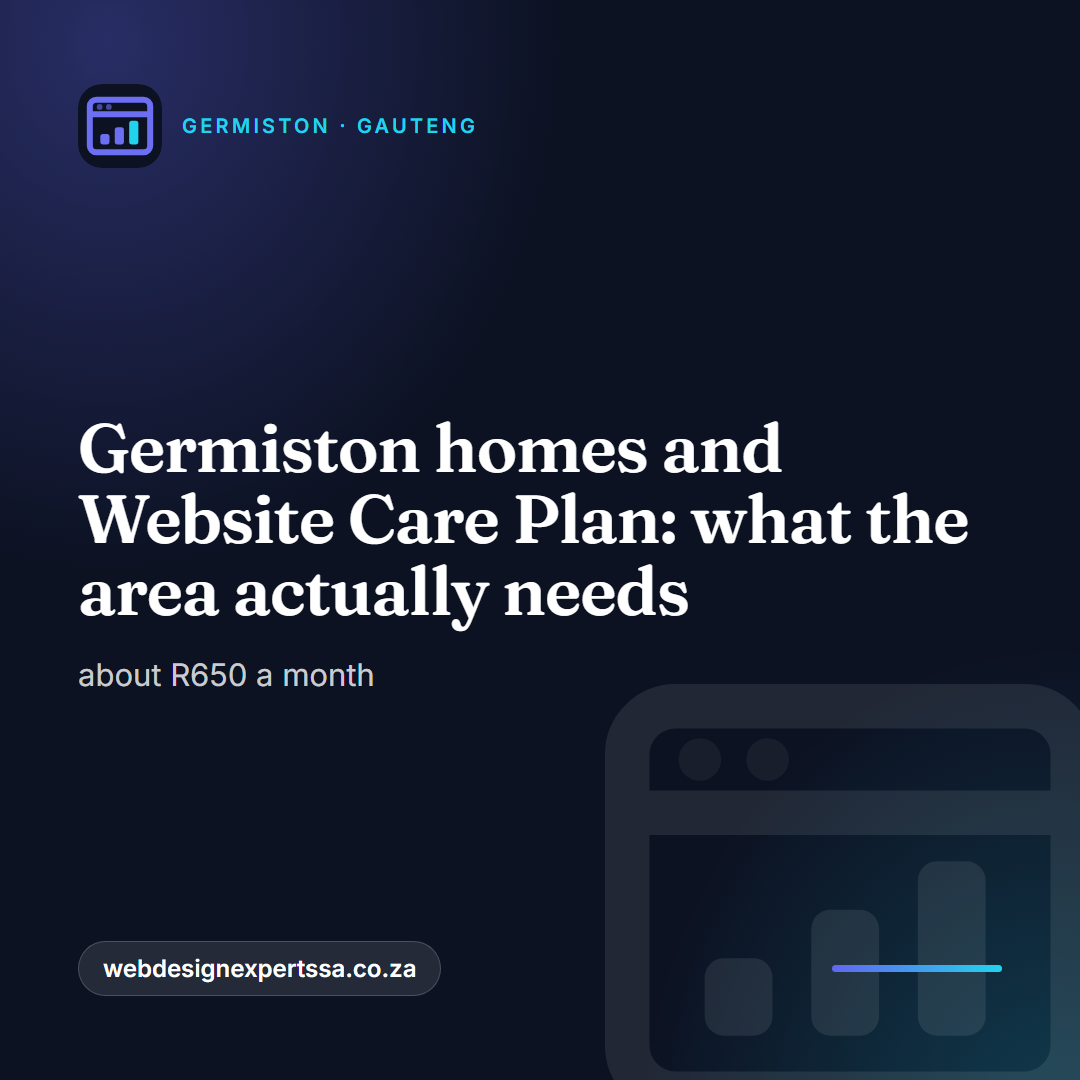 GERMISTON · GAUTENG
Germiston homes and
Website Care Plan: what the
area actually needs
about R650 a month
webdesignexpertssa.co.za